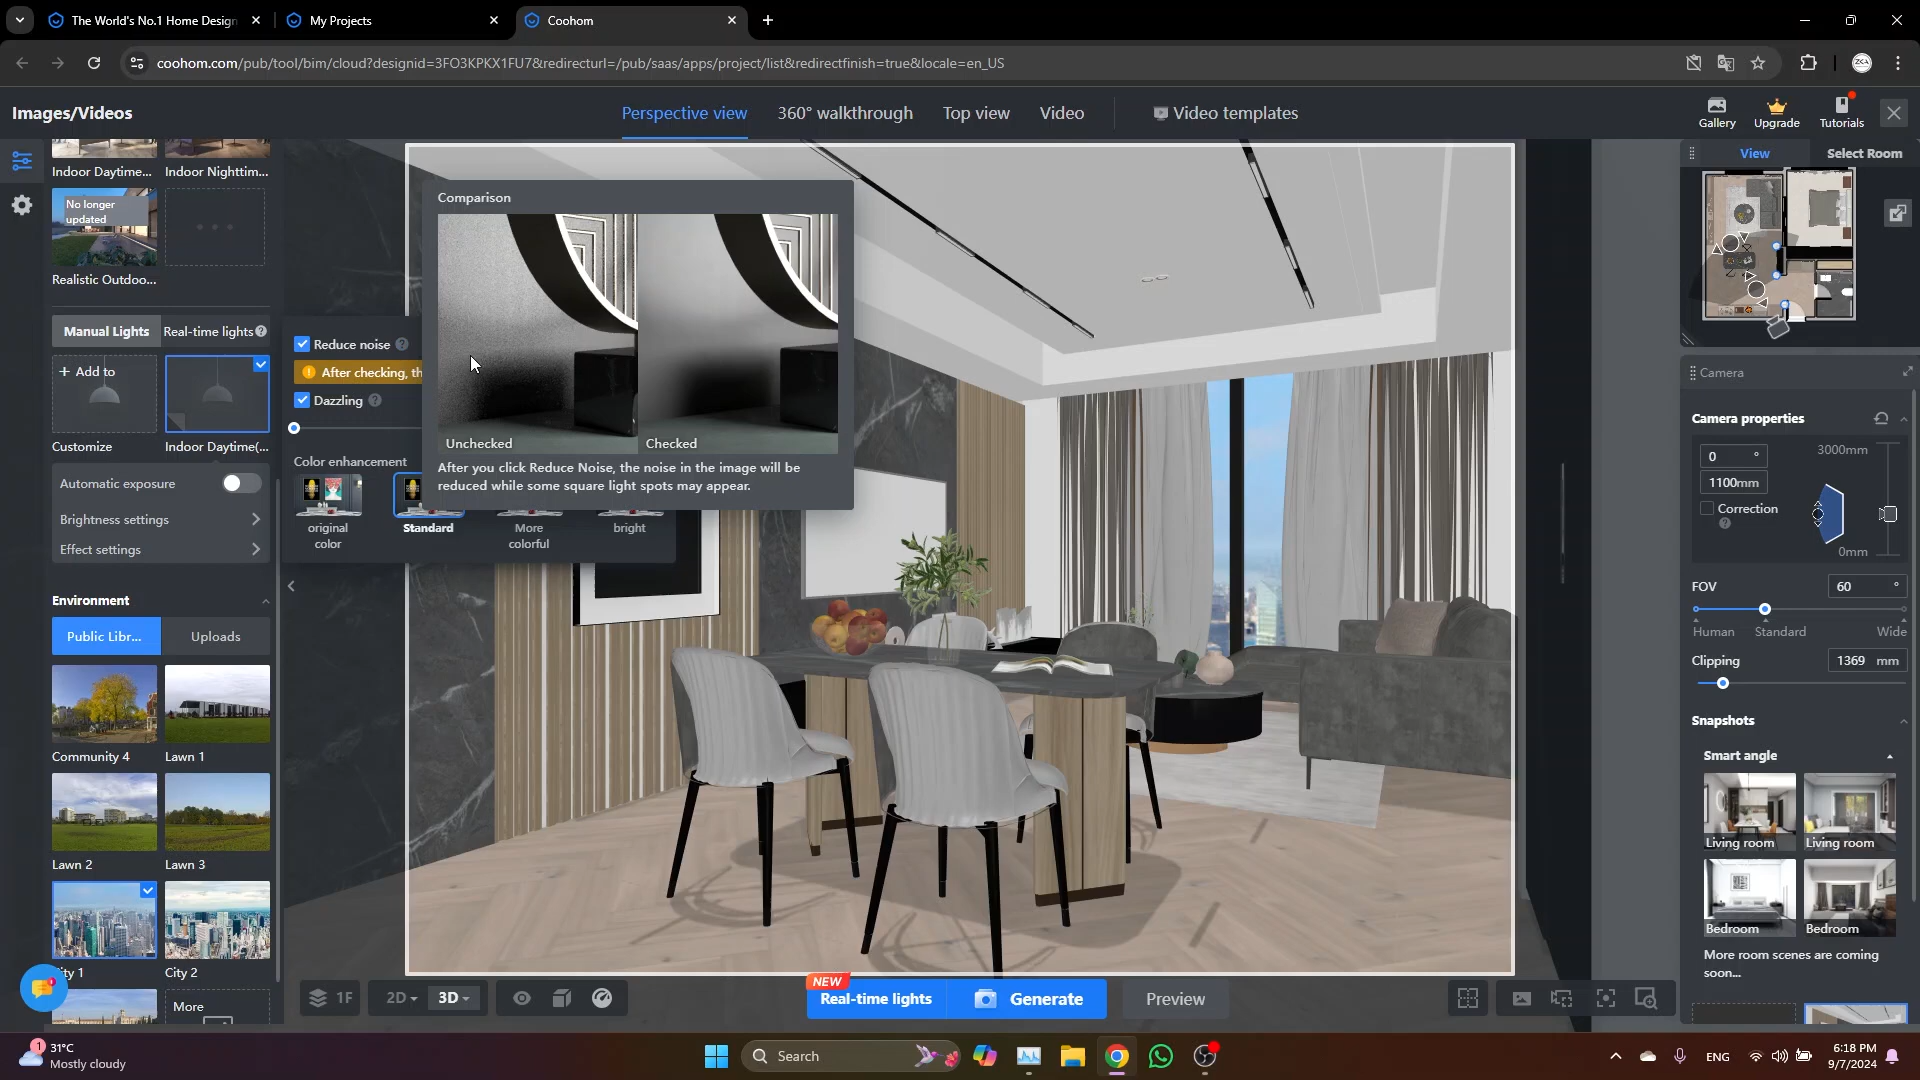 The World's No.1 Home Design
My Projects
Coohom
coohom.com/pub/tool/bim/cloud?designid=3FO3KPKX1FU7&redirecturl=/pub/saas/apps/project/list&redirectfinish=true&locale=en_US
Images/Videos
Perspective view
360° walkthrough
Top view
Video
Video templates
Gallery
Upgrade
Tutorials
Indoor Daytime...
Indoor Nighttim...
No longer
updated
Realistic Outdoo...
Manual Lights
Real-time lights
+ Add to
Customize
Indoor Daytime(...
Automatic exposure
Brightness settings
Effect settings
Environment
Public Libr...
Uploads
Community 4
Lawn 1
Lawn 2
Lawn 3
City 1
City 2
More
Reduce noise
After checking, th
Dazzling
Color enhancement
original
color
Standard
More
colorful
bright
Comparison
Unchecked
Checked
After you click Reduce Noise, the noise in the image will be
reduced while some square light spots may appear.
1F
2D
3D
NEW
Real-time lights
Generate
Preview
View
Select Room
Camera
Camera properties
0 °
3000mm
1100mm
Correction
0mm
FOV
60 °
Human
Standard
Wide
Clipping
1369 mm
Snapshots
Smart angle
Living room
Living room
Bedroom
Bedroom
More room scenes are coming
soon...
1
31°C
Mostly cloudy
Search
ENG
6:18 PM
9/7/2024